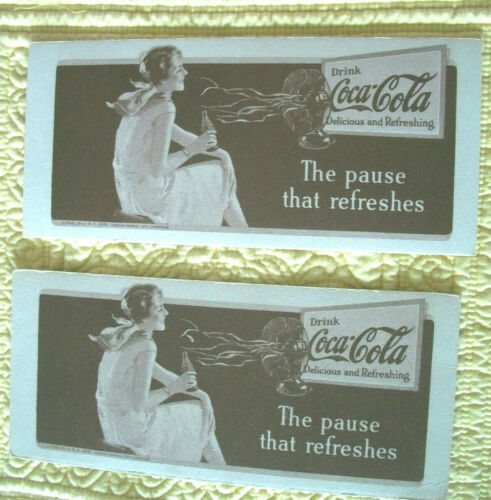 Drink
Coca-Cola
Delicious and Refreshing
The pause
that refreshes
Drink
Coca-Cola
Delicious and Refreshing
The pause
that refreshes